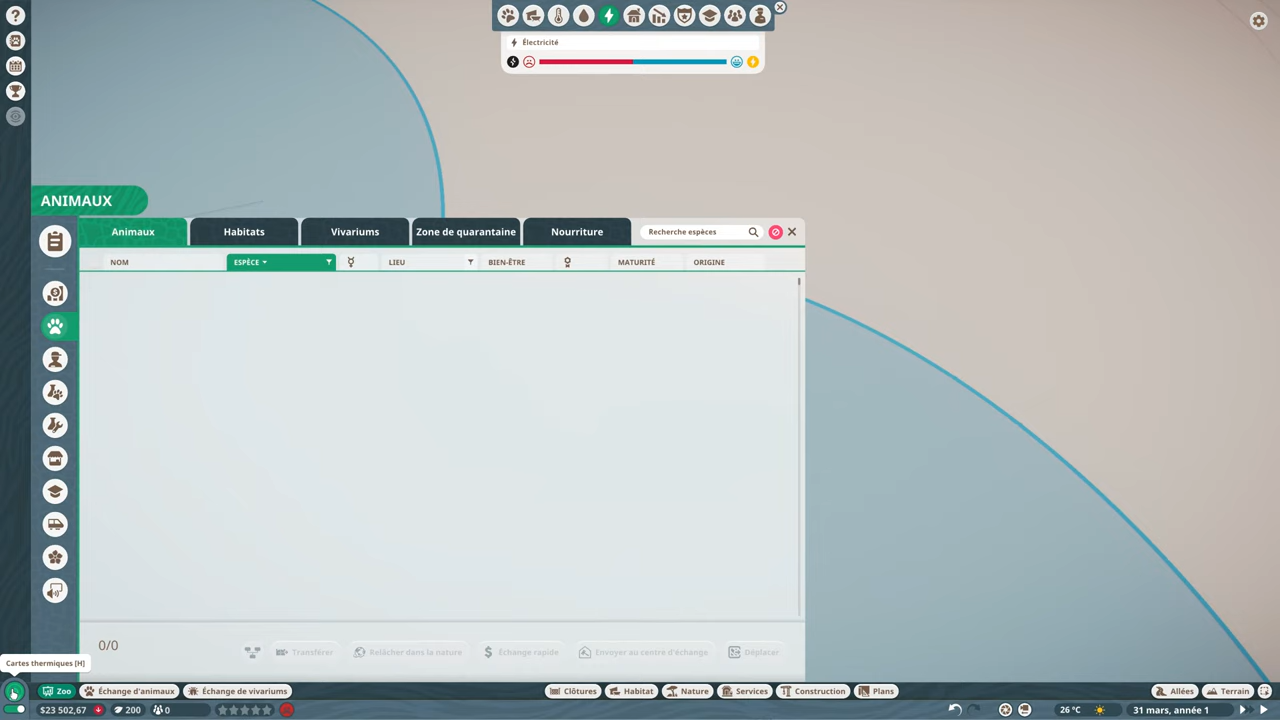 Électricité
ANIMAUX
Animaux
Habitats
Vivariums
Zone de quarantaine
Nourriture
Recherche espèces
NOM
ESPÈCE
LIEU
BIEN-ÊTRE
MATURITÉ
ORIGINE
0/0
Transférer
Relâcher dans la nature
Échange rapide
Envoyer au centre d'échange
Déplacer
Cartes thermiques [H]
Zoo
Échange d'animaux
Échange de vivariums
Clôtures
Habitat
Nature
Services
Construction
Plans
Allées
Terrain
$23 502,67
200
0
26 °C
31 mars, année 1